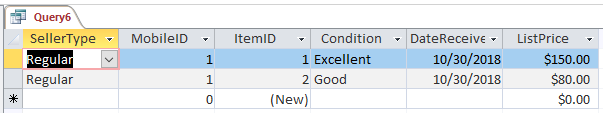 Query6
SellerType MobileID ItemID Condition DateReceive ListPrice
Regular 1 1 Excellent 10/30/2018 $150.00
Regular 1 2 Good 10/30/2018 $80.00
* 0 (New) $0.00